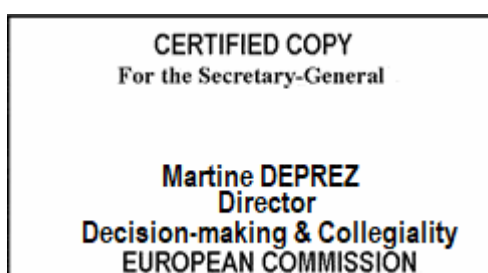 CERTIFIED COPY
For the Secretary-General
Martine DEPREZ
Director
Decision-making & Collegiality
EUROPEAN COMMISSION